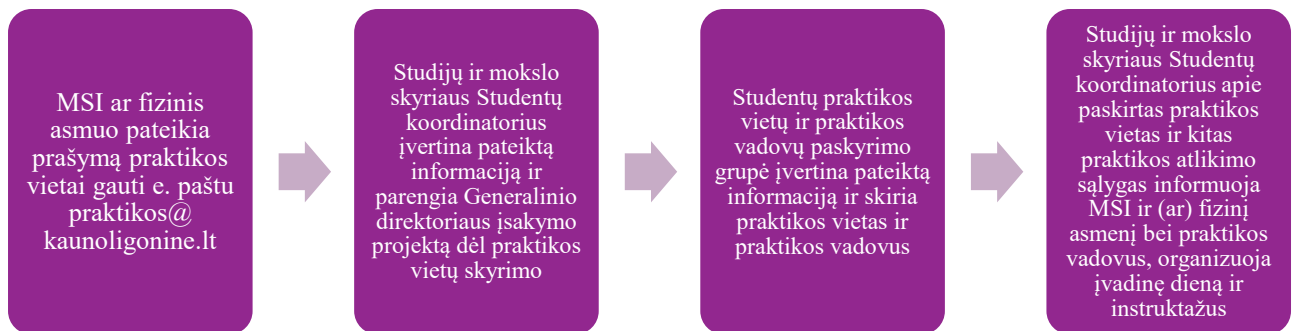 MSI ar fizinis
asmuo pateikia
prašymą praktikos
vietai gauti e. paštu
praktikos@
kaunoligonine.lt
Studijų ir mokslo
skyriaus Studentų
koordinatorius
įvertina pateiktą
informaciją ir
parengia Generalinio
direktoriaus įsakymo
projektą dėl praktikos
vietų skyrimo
Studentų praktikos
vietų ir praktikos
vadovų paskyrimo
grupė įvertina pateiktą
informaciją ir skiria
praktikos vietas ir
praktikos vadovus
Studijų ir mokslo
skyriaus Studentų
koordinatorius apie
paskirtas praktikos
vietas ir kitas
praktikos atlikimo
sąlygas informuoja
MSI ir (ar) fizinį
asmenį bei praktikos
vadovus, organizuoja
įvadinę dieną ir
instruktažus